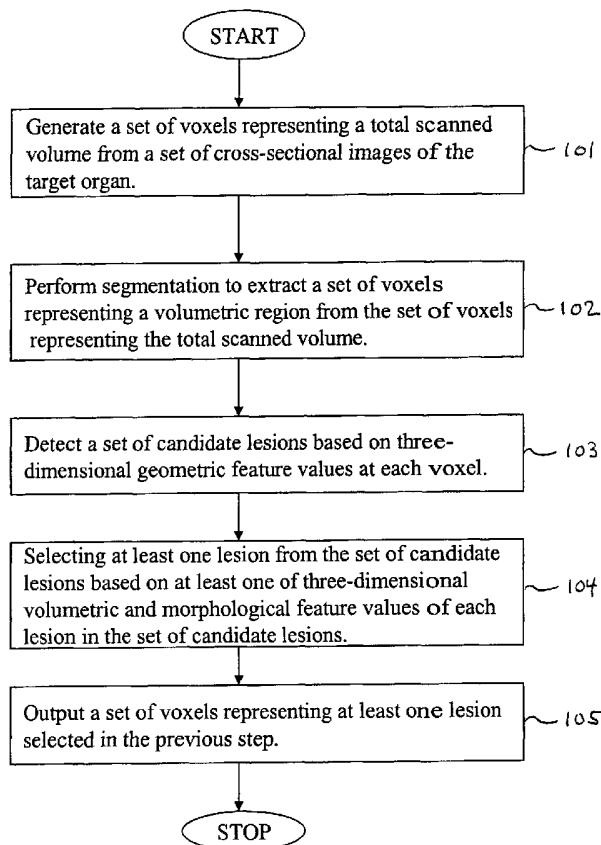 START
Generate a set of voxels representing a total scanned
volume from a set of cross-sectional images of the
target organ.
101
Perform segmentation to extract a set of voxels
representing a volumetric region from the set of voxels
representing the total scanned volume.
102
Detect a set of candidate lesions based on three-
dimensional geometric feature values at each voxel.
103
Selecting at least one lesion from the set of candidate
lesions based on at least one of three-dimensional
volumetric and morphological feature values of each
lesion in the set of candidate lesions.
104
Output a set of voxels representing at least one lesion
selected in the previous step.
105
STOP